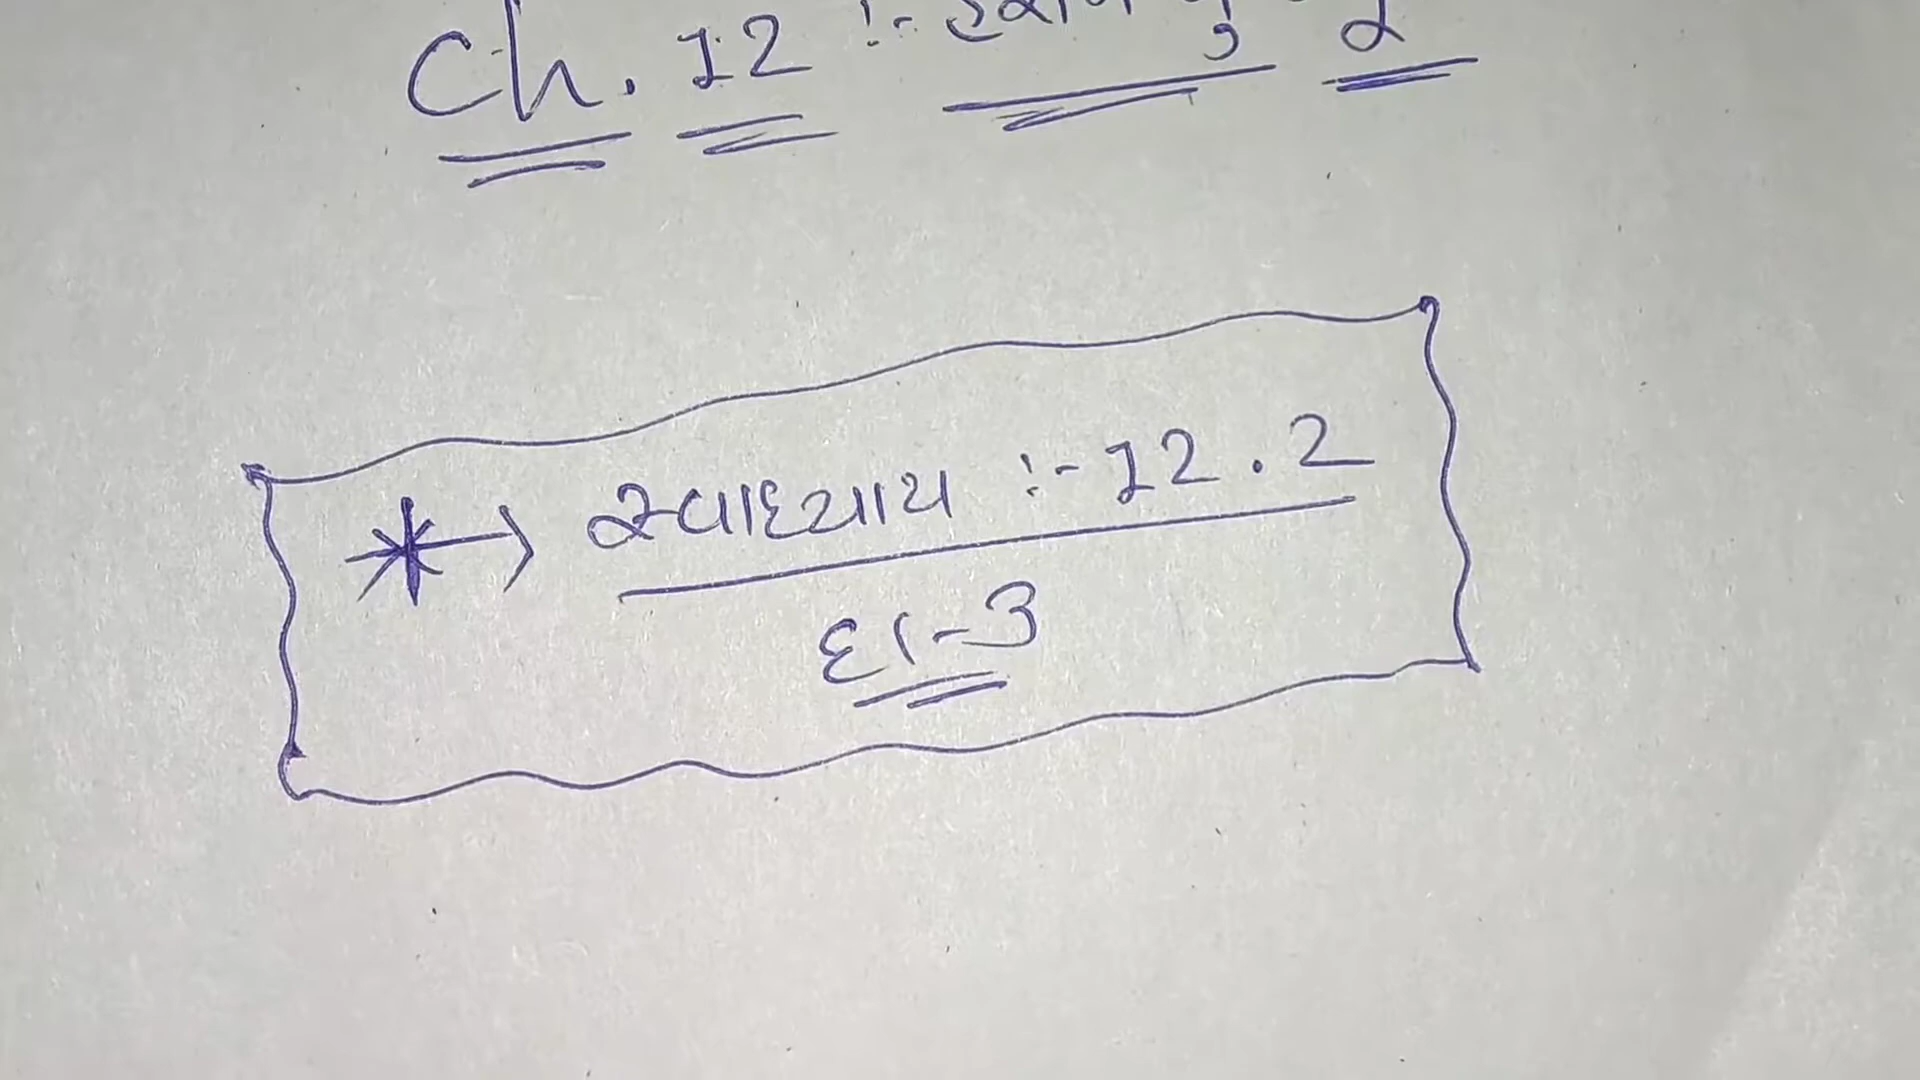 Ch. 12 :-
*→ સ્વાધ્યાય :- 12.2
દા-3